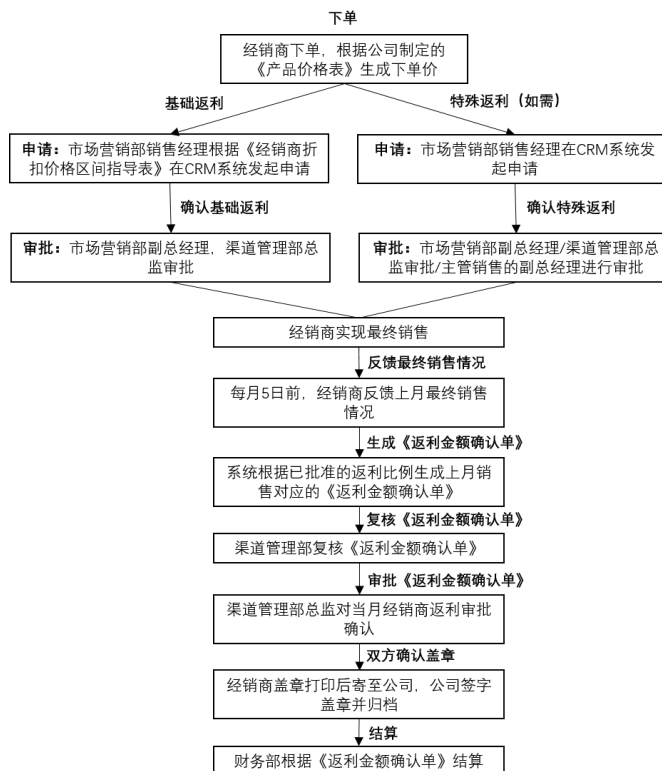 下单
经销商下单，根据公司制定的
《产品价格表》生成下单价
基础返利
特殊返利（如需）
申请：市场营销部销售经理根据《经销商折
扣价格区间指导表》在CRM系统发起申请
申请：市场营销部销售经理在CRM系统发
起申请
确认基础返利
确认特殊返利
审批：市场营销部副总经理，渠道管理部总
监审批
审批：市场营销部副总经理/渠道管理部总
监审批/主管销售的副总经理进行审批
经销商实现最终销售
反馈最终销售情况
每月5日前，经销商反馈上月最终销售
情况
生成《返利金额确认单》
系统根据已批准的返利比例生成上月销
售对应的《返利金额确认单》
复核《返利金额确认单》
渠道管理部复核《返利金额确认单》
审批《返利金额确认单》
渠道管理部总监对当月经销商返利审批
确认
双方确认盖章
经销商盖章打印后寄至公司，公司签字
盖章并归档
结算
财务部根据《返利金额确认单》结算